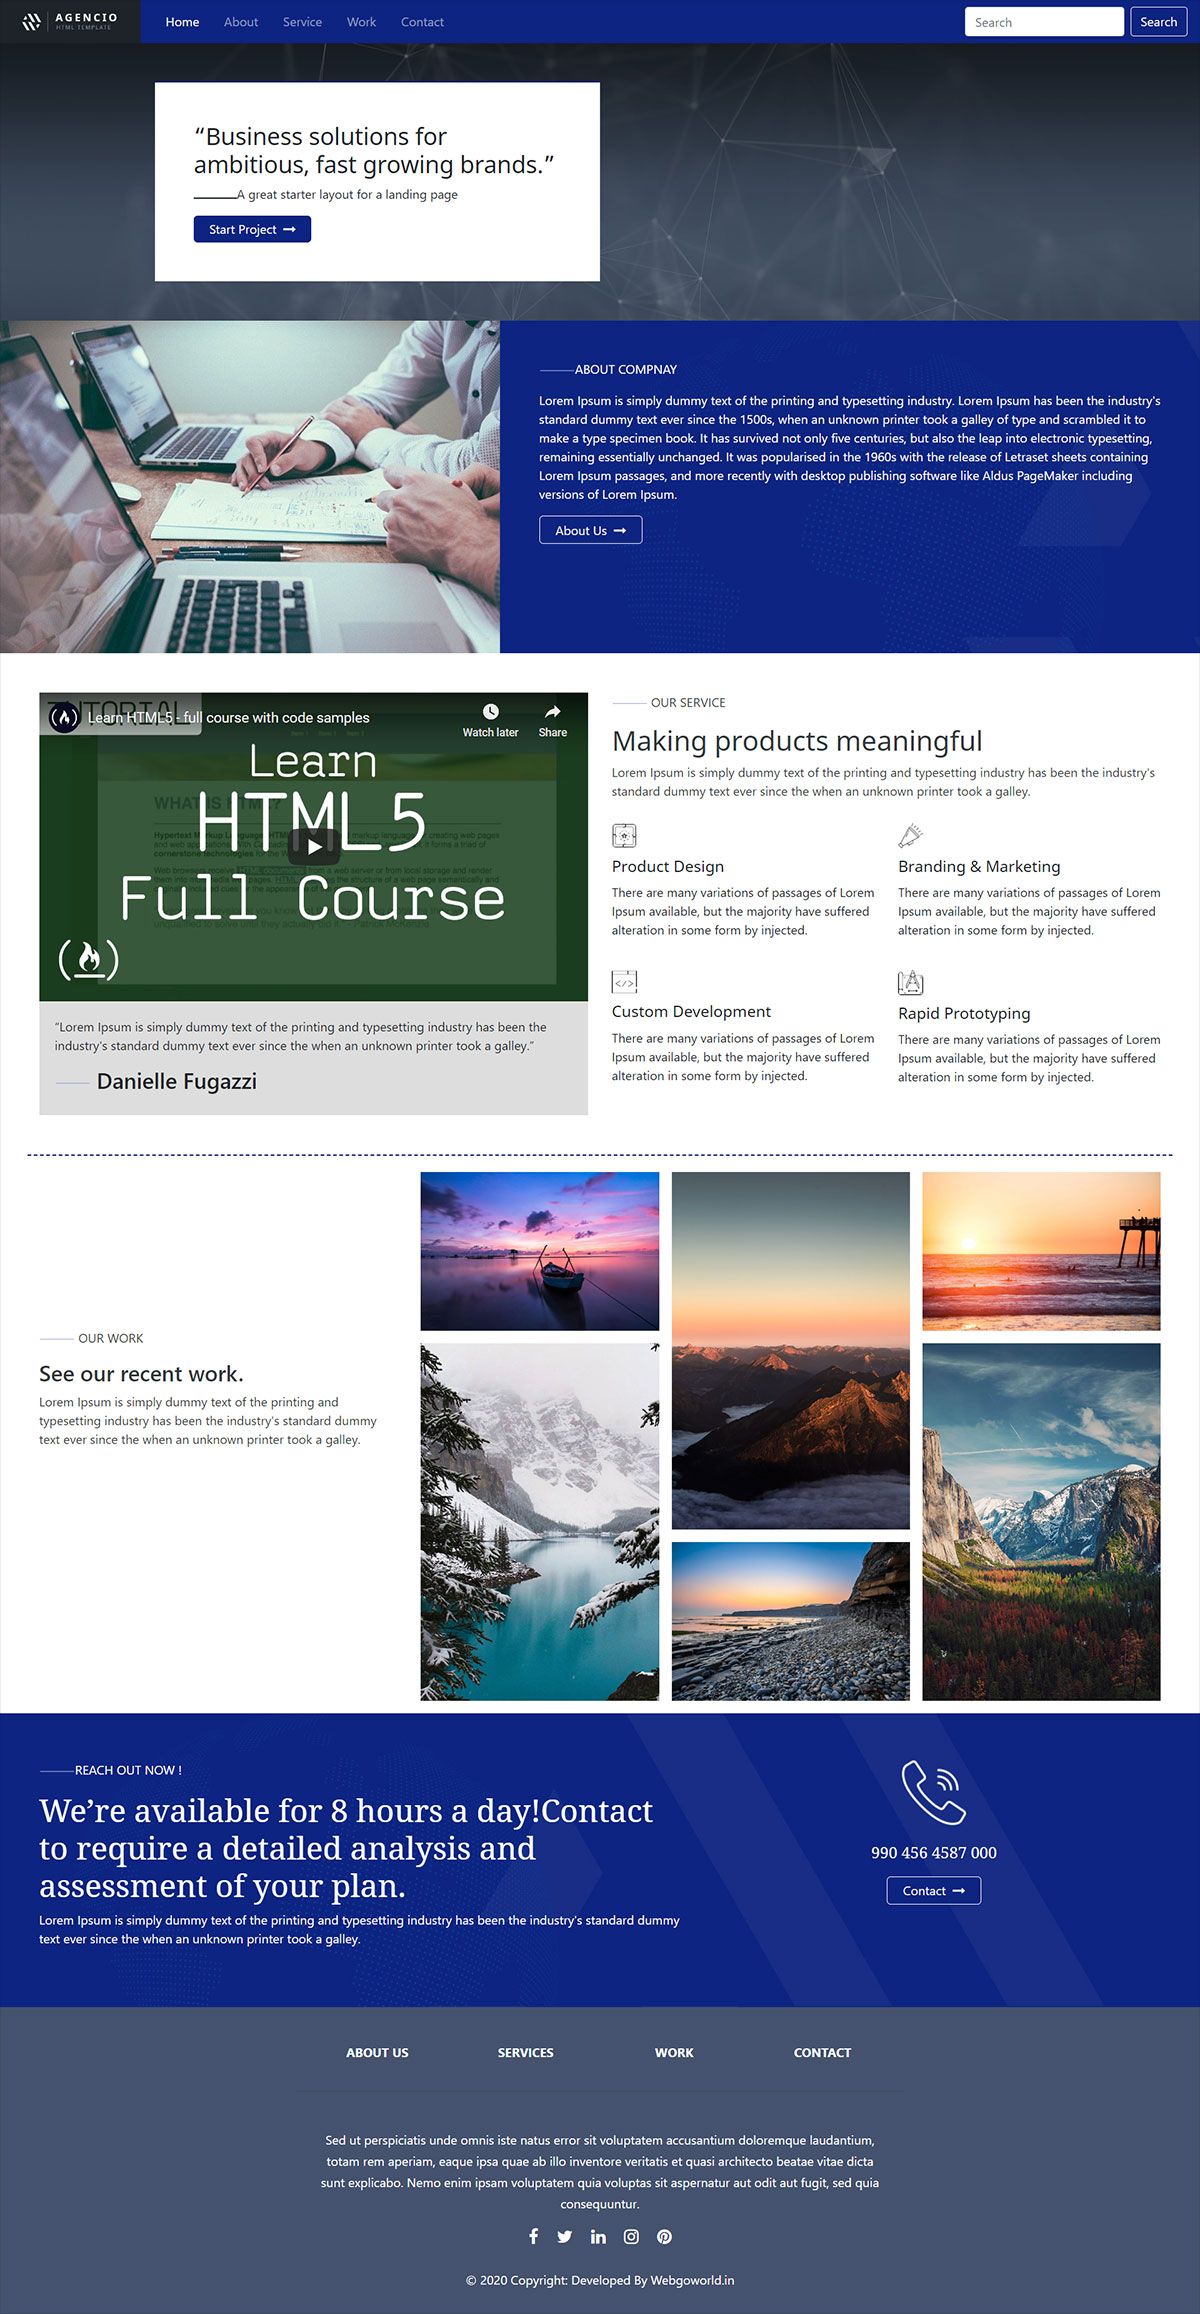 AGENCIO
HTML TEMPLATE
Home About Service Work Contact
Search Search
“Business solutions for
ambitious, fast growing brands.”
A great starter layout for a landing page
Start Project
ABOUT COMPNAY
Lorem Ipsum is simply dummy text of the printing and typesetting industry. Lorem Ipsum has been the industry's
standard dummy text ever since the 1500s, when an unknown printer took a galley of type and scrambled it to
make a type specimen book. It has survived not only five centuries, but also the leap into electronic typesetting,
remaining essentially unchanged. It was popularised in the 1960s with the release of Letraset sheets containing
Lorem Ipsum passages, and more recently with desktop publishing software like Aldus PageMaker including
versions of Lorem Ipsum.
About Us
TUTORIAL
Learn HTML5 - full course with code samples
Watch later
Share
Learn
HTML5
Full Course
“Lorem Ipsum is simply dummy text of the printing and typesetting industry has been the
industry's standard dummy text ever since the when an unknown printer took a galley.”
Danielle Fugazzi
OUR SERVICE
Making products meaningful
Lorem Ipsum is simply dummy text of the printing and typesetting industry has been the industry's
standard dummy text ever since the when an unknown printer took a galley.
Product Design
There are many variations of passages of Lorem
Ipsum available, but the majority have suffered
alteration in some form by injected.
Branding & Marketing
There are many variations of passages of Lorem
Ipsum available, but the majority have suffered
alteration in some form by injected.
Custom Development
There are many variations of passages of Lorem
Ipsum available, but the majority have suffered
alteration in some form by injected.
Rapid Prototyping
There are many variations of passages of Lorem
Ipsum available, but the majority have suffered
alteration in some form by injected.
OUR WORK
See our recent work.
Lorem Ipsum is simply dummy text of the printing and
typesetting industry has been the industry's standard dummy
text ever since the when an unknown printer took a galley.
REACH OUT NOW !
We’re available for 8 hours a day!Contact
to require a detailed analysis and
assessment of your plan.
Lorem Ipsum is simply dummy text of the printing and typesetting industry has been the industry's standard dummy
text ever since the when an unknown printer took a galley.
990 456 4587 000
Contact
ABOUT US SERVICES WORK CONTACT
Sed ut perspiciatis unde omnis iste natus error sit voluptatem accusantium doloremque laudantium,
totam rem aperiam, eaque ipsa quae ab illo inventore veritatis et quasi architecto beatae vitae dicta
sunt explicabo. Nemo enim ipsam voluptatem quia voluptas sit aspernatur aut odit aut fugit, sed quia
consequuntur.
© 2020 Copyright: Developed By Webgoworld.in